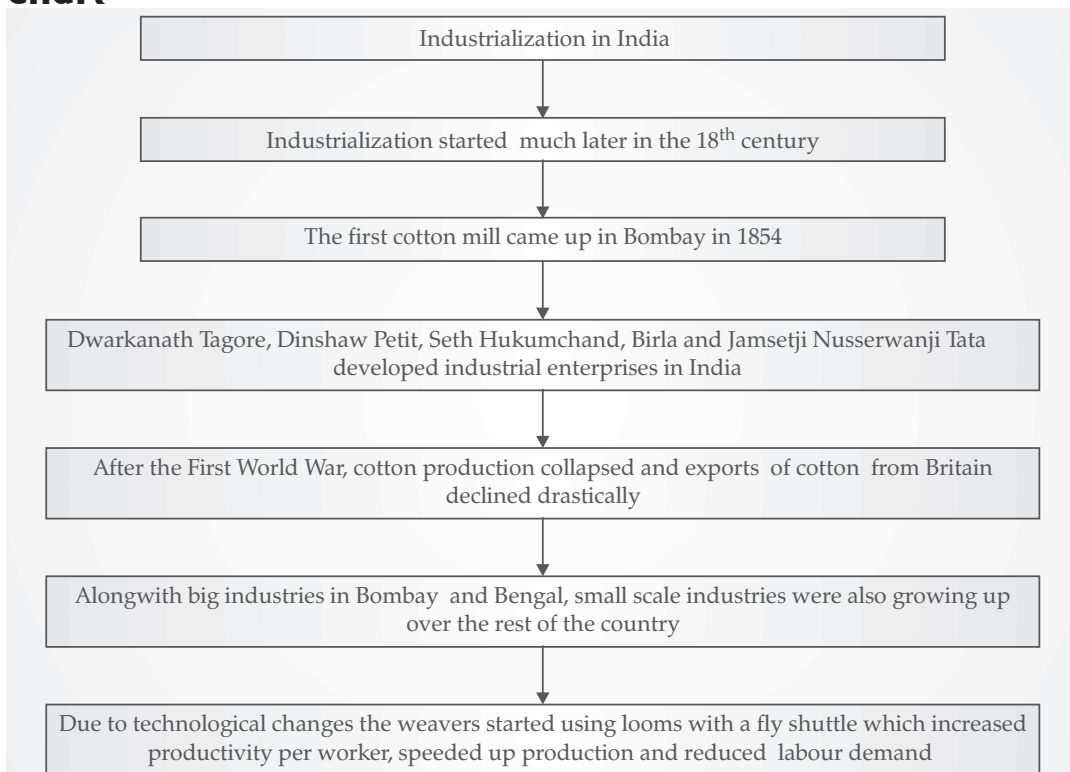 Chart
Industrialization in India
Industrialization started much later in the 18th century
The first cotton mill came up in Bombay in 1854
Dwarkanath Tagore, Dinshaw Petit, Seth Hukumchand, Birla and Jamsetji Nusserwanji Tata
developed industrial enterprises in India
After the First World War, cotton production collapsed and exports of cotton from Britain
declined drastically
Alongwith big industries in Bombay and Bengal, small scale industries were also growing up
over the rest of the country
Due to technological changes the weavers started using looms with a fly shuttle which increased
productivity per worker, speeded up production and reduced labour demand